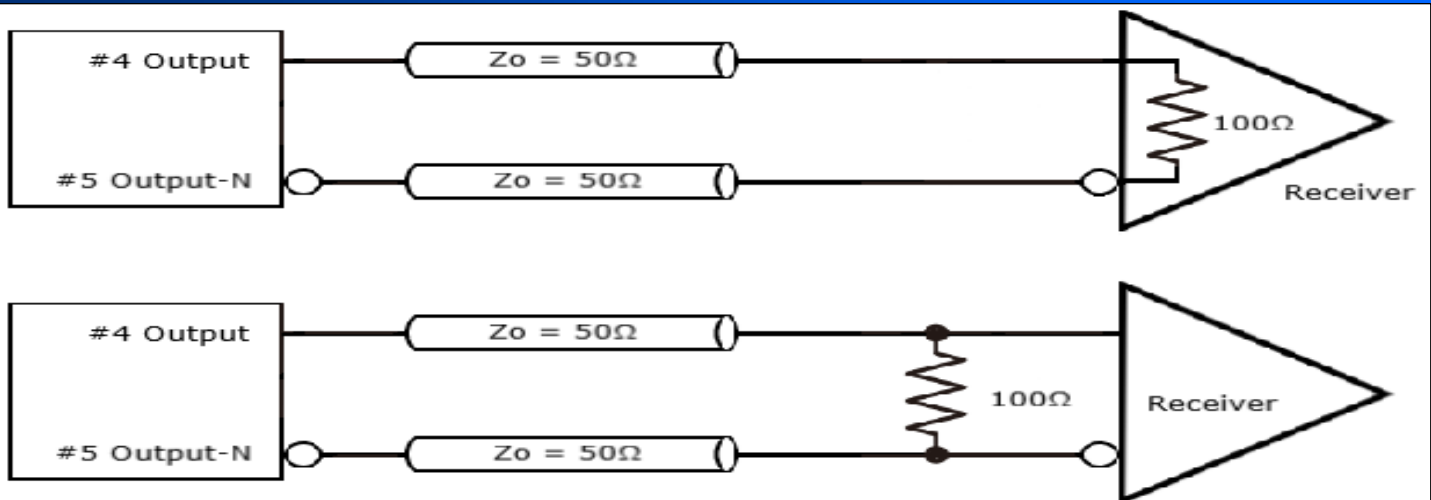 #4 Output
Zo = 50Ω
100Ω
#5 Output-N
Zo = 50Ω
Receiver
#4 Output
Zo = 50Ω
100Ω
Receiver
#5 Output-N
Zo = 50Ω